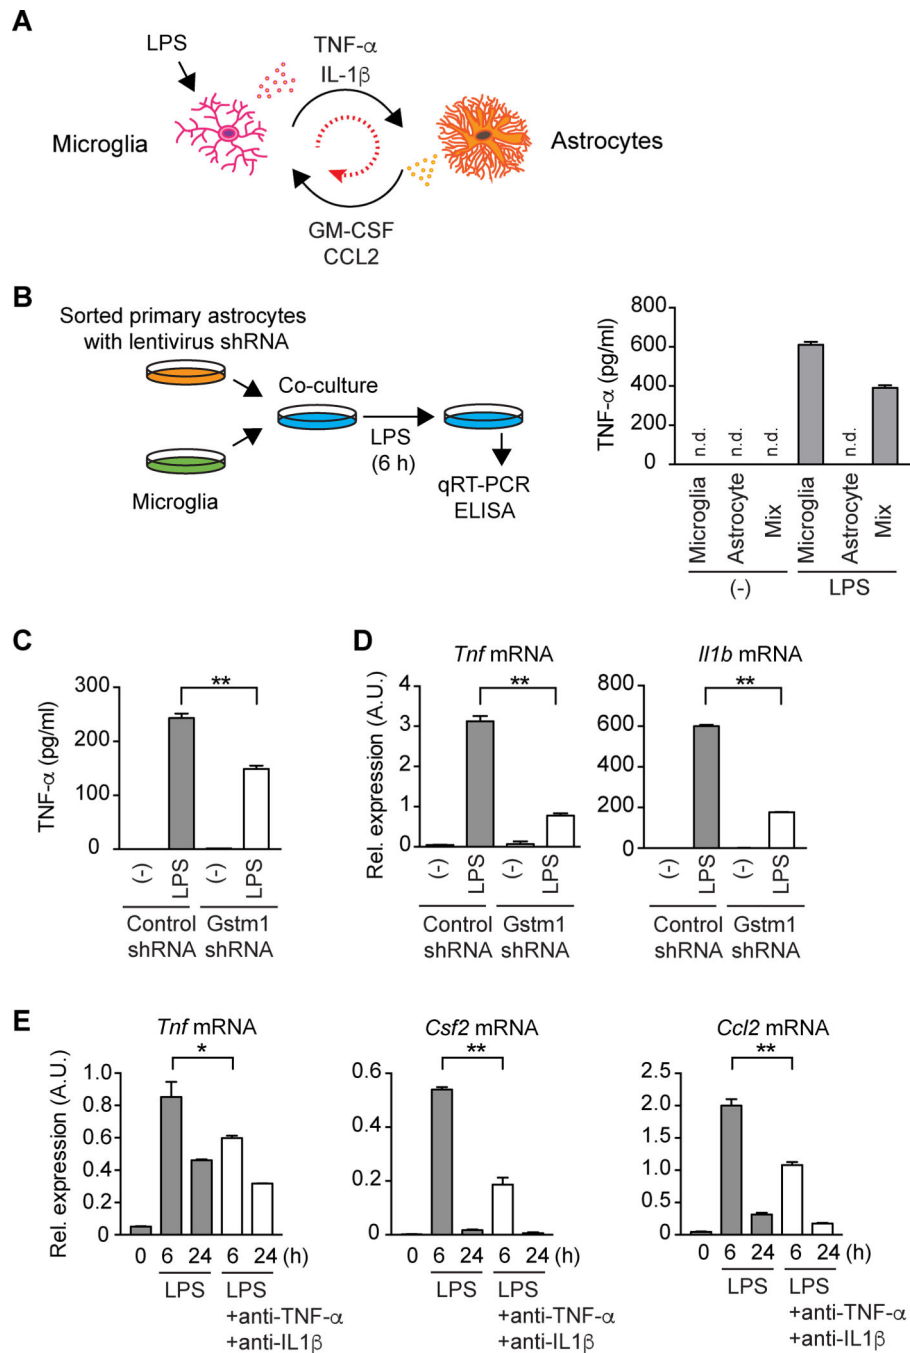 A
LPS
TNF-α
IL-1β
Microglia
Astrocytes
GM-CSF
CCL2
B
Sorted primary astrocytes
with lentivirus shRNA
Co-culture
LPS
(6 h)
qRT-PCR
ELISA
Microglia
TNF-α (pg/ml)
800
600
400
200
0
n.d.
n.d.
n.d.
n.d.
Microglia
Astrocyte
Mix
Microglia
Astrocyte
Mix
(-)
LPS
C
TNF-α (pg/ml)
300
200
100
0
**
(-)
LPS
(-)
LPS
Control
shRNA
Gstm1
shRNA
D
Tnf mRNA
Rel. expression (A.U.)
4
3
2
1
0
**
(-)
LPS
(-)
LPS
Control
shRNA
Gstm1
shRNA
Il1b mRNA
800
600
400
200
0
**
(-)
LPS
(-)
LPS
Control
shRNA
Gstm1
shRNA
E
Tnf mRNA
Rel. expression (A.U.)
1.0
0.8
0.6
0.4
0.2
0
*
0 6 24 6 24 (h)
LPS
LPS
+anti-TNF-α
+anti-IL1β
Csf2 mRNA
0.6
0.4
0.2
0
**
0 6 24 6 24 (h)
LPS
LPS
+anti-TNF-α
+anti-IL1β
Ccl2 mRNA
2.5
2.0
1.5
1.0
0.5
0
**
0 6 24 6 24 (h)
LPS
LPS
+anti-TNF-α
+anti-IL1β